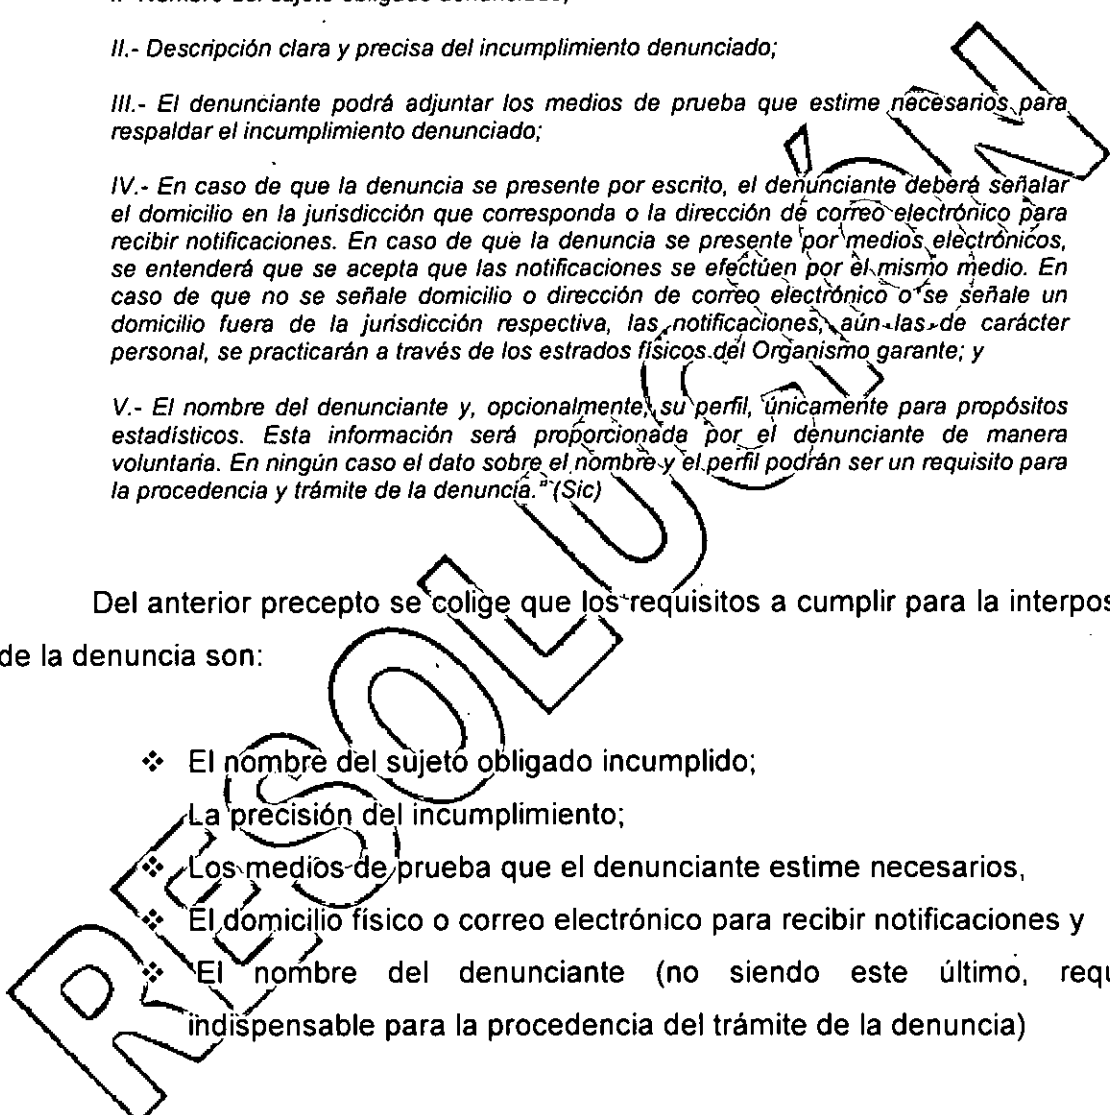 II.- Descripción clara y precisa del incumplimiento denunciado;
III.- El denunciante podrá adjuntar los medios de prueba que estime necesarios para
respaldar el incumplimiento denunciado;
IV.- En caso de que la denuncia se presente por escrito, el denunciante deberá señalar
el domicilio en la jurisdicción que corresponda o la dirección de correo electrónico para
recibir notificaciones. En caso de que la denuncia se presente por medios electrónicos,
se entenderá que se acepta que las notificaciones se efectúen por el mismo medio. En
caso de que no se señale domicilio o dirección de correo electrónico o se señale un
domicilio fuera de la jurisdicción respectiva, las notificaciones, aún las de carácter
personal, se practicarán a través de los estrados físicos del Organismo garante; y
V.- El nombre del denunciante y, opcionalmente, su perfil, únicamente para propósitos
estadísticos. Esta información será proporcionada por el denunciante de manera
voluntaria. En ningún caso el dato sobre el nombre y el perfil podrán ser un requisito para
la procedencia y trámite de la denuncia." (Sic)
Del anterior precepto se colige que los requisitos a cumplir para la interpos
de la denuncia son:
❖ El nombre del sujeto obligado incumplido;
La precisión del incumplimiento;
❖ Los medios de prueba que el denunciante estime necesarios,
❖ El domicilio físico o correo electrónico para recibir notificaciones y
❖ El nombre del denunciante (no siendo este último, requ
indispensable para la procedencia del trámite de la denuncia)
RESOLUCIÓN